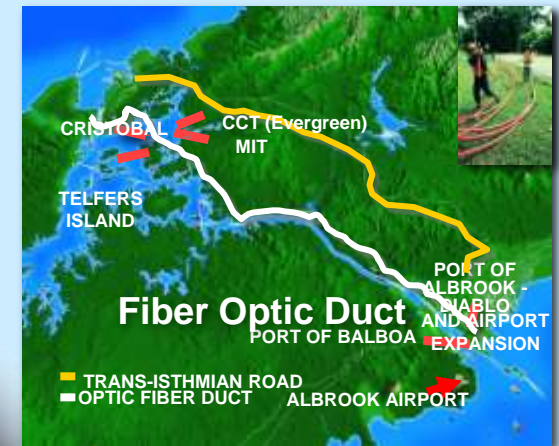 CRISTOBAL
CCT (Evergreen)
MIT
TELFERS
ISLAND
PORT OF
ALBROOK -
DIABLO
AND AIRPORT
EXPANSION
Fiber Optic Duct
PORT OF BALBOA
TRANS-ISTHMIAN ROAD
OPTIC FIBER DUCT
ALBROOK AIRPORT